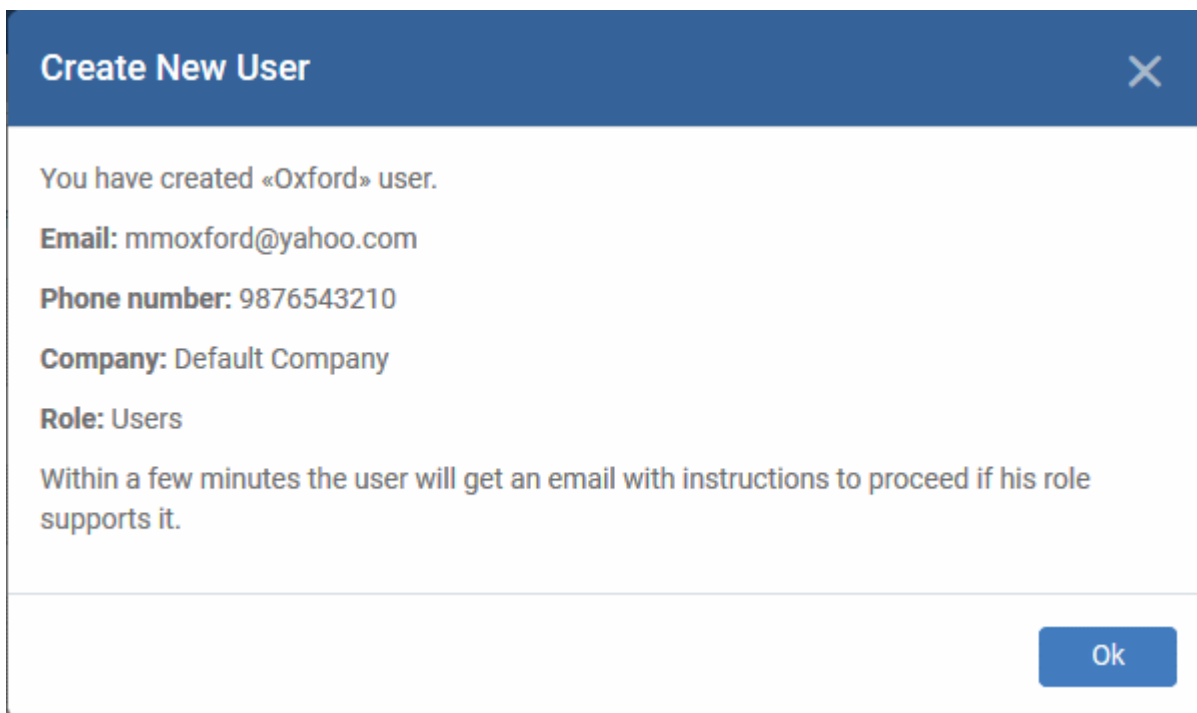 Create New User
You have created «Oxford» user.
Email: mmoxford@yahoo.com
Phone number: 9876543210
Company: Default Company
Role: Users
Within a few minutes the user will get an email with instructions to proceed if his role
supports it.
Ok